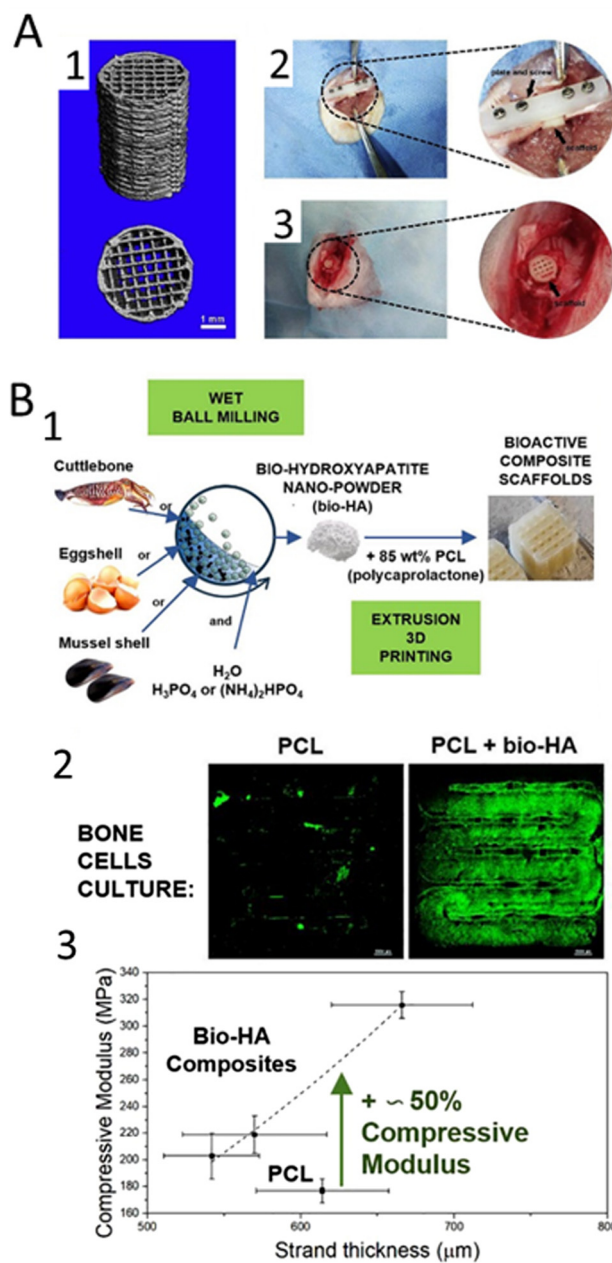 A
1
1 mm
2
plate and screw
scaffold
3
scaffold
B
1
WET
BALL MILLING
Cuttlebone
or
Eggshell
or
or
Mussel shell
and
H₂O
H₃PO₄ or (NH₄)₂HPO₄
BIO-HYDROXYAPATITE
NANO-POWDER
(bio-HA)
+ 85 wt% PCL
(polycaprolactone)
BIOACTIVE
COMPOSITE
SCAFFOLDS
EXTRUSION
3D
PRINTING
2
PCL
PCL + bio-HA
BONE
CELLS
CULTURE:
3
Compressive Modulus (MPa)
340
320
300
280
260
240
220
200
180
160
Bio-HA
Composites
PCL
+ ∽ 50%
Compressive
Modulus
500
600
700
800
Strand thickness (μm)